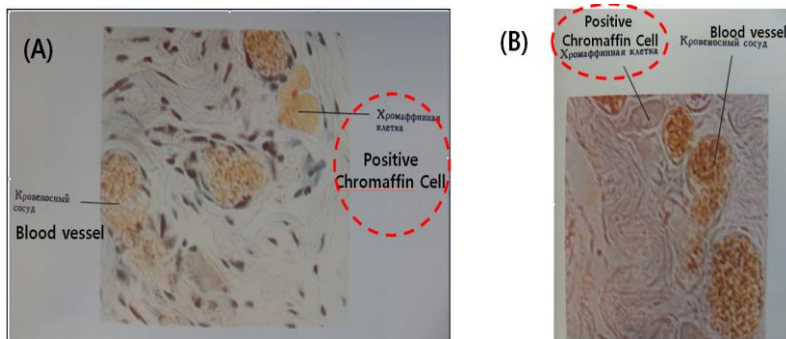 (A)
Хромаффинная
клетка
Positive
Chromaffin Cell
Кровеносный
сосуд
Blood vessel
(B)
Positive
Chromaffin Cell
Хромаффинная клетка
Blood vessel
Кровеносный сосуд